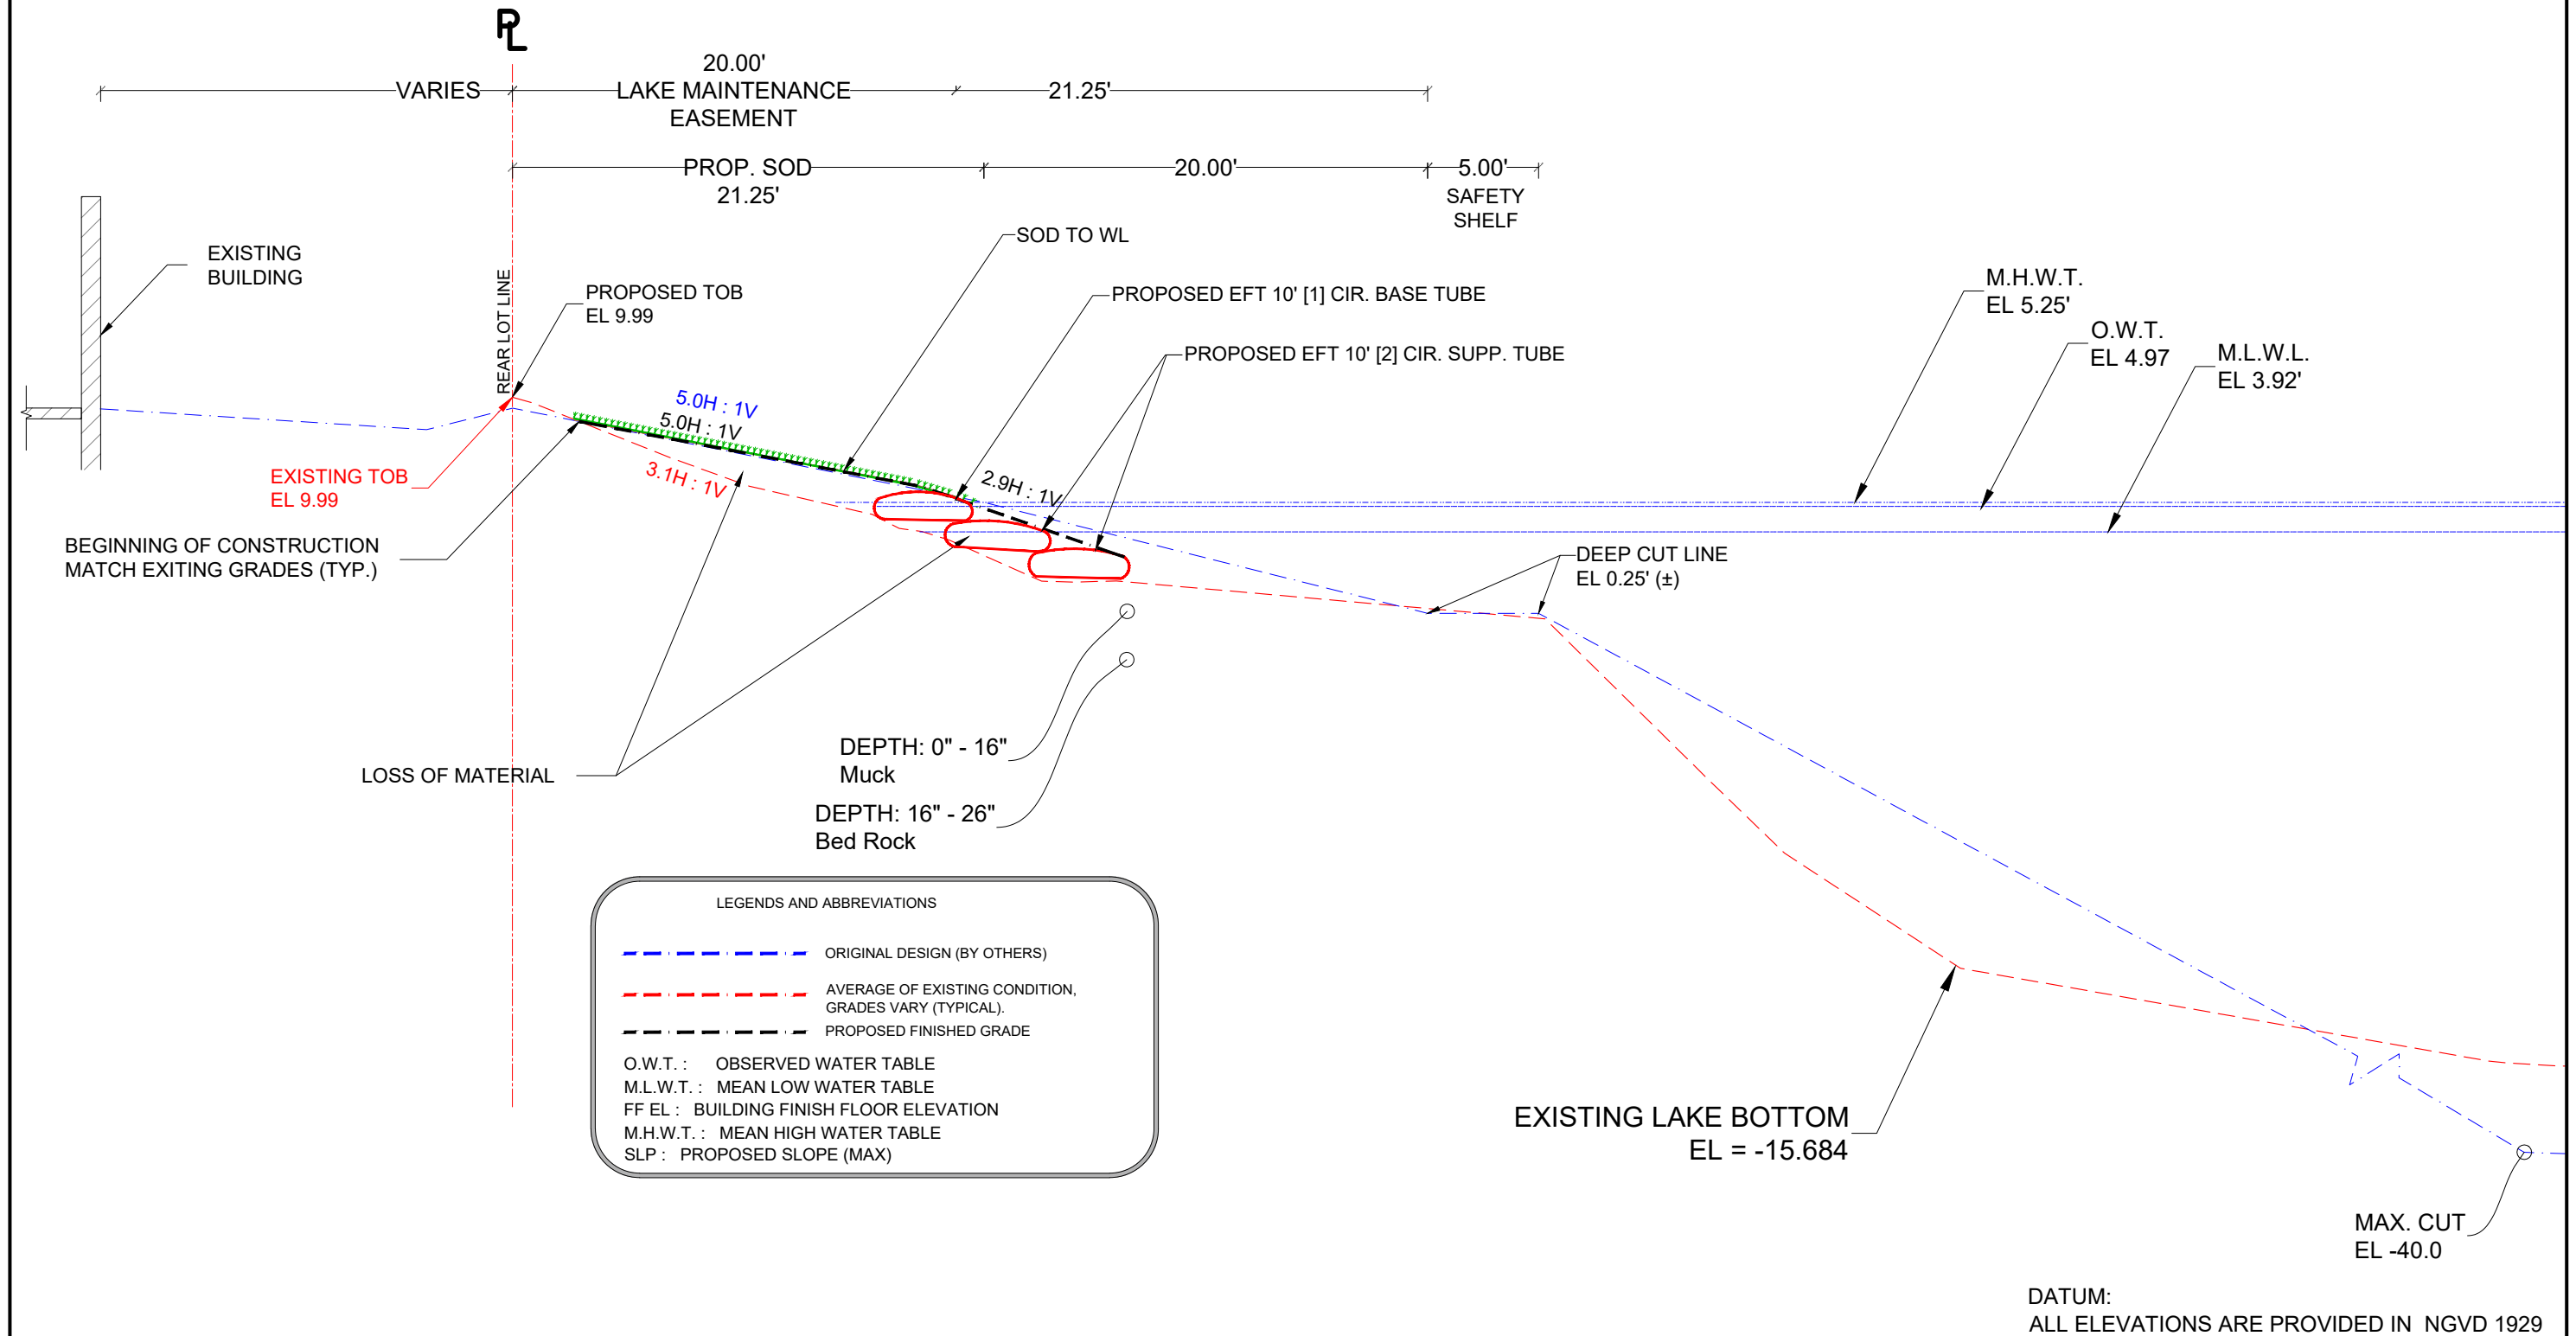 PL
20.00'
VARIES
LAKE MAINTENANCE
21.25'
EASEMENT
PROP. SOD
20.00'
5.00'
21.25'
SAFETY
SHELF
SOD TO WL
EXISTING
BUILDING
REAR LOT LINE
PROPOSED TOB
EL 9.99
PROPOSED EFT 10' [1] CIR. BASE TUBE
PROPOSED EFT 10' [2] CIR. SUPP. TUBE
M.H.W.T.
EL 5.25'
O.W.T.
EL 4.97
M.L.W.L.
EL 3.92'
5.0H : 1V
5.0H : 1V
3.1H : 1V
2.9H : 1V
EXISTING TOB
EL 9.99
BEGINNING OF CONSTRUCTION
MATCH EXITING GRADES (TYP.)
DEEP CUT LINE
EL 0.25' (±)
LOSS OF MATERIAL
DEPTH: 0" - 16"
Muck
DEPTH: 16" - 26"
Bed Rock
LEGENDS AND ABBREVIATIONS
ORIGINAL DESIGN (BY OTHERS)
AVERAGE OF EXISTING CONDITION,
GRADES VARY (TYPICAL).
PROPOSED FINISHED GRADE
O.W.T. : OBSERVED WATER TABLE
M.L.W.T. : MEAN LOW WATER TABLE
FF EL : BUILDING FINISH FLOOR ELEVATION
M.H.W.T. : MEAN HIGH WATER TABLE
SLP : PROPOSED SLOPE (MAX)
EXISTING LAKE BOTTOM
EL = -15.684
MAX. CUT
EL -40.0
DATUM:
ALL ELEVATIONS ARE PROVIDED IN NGVD 1929